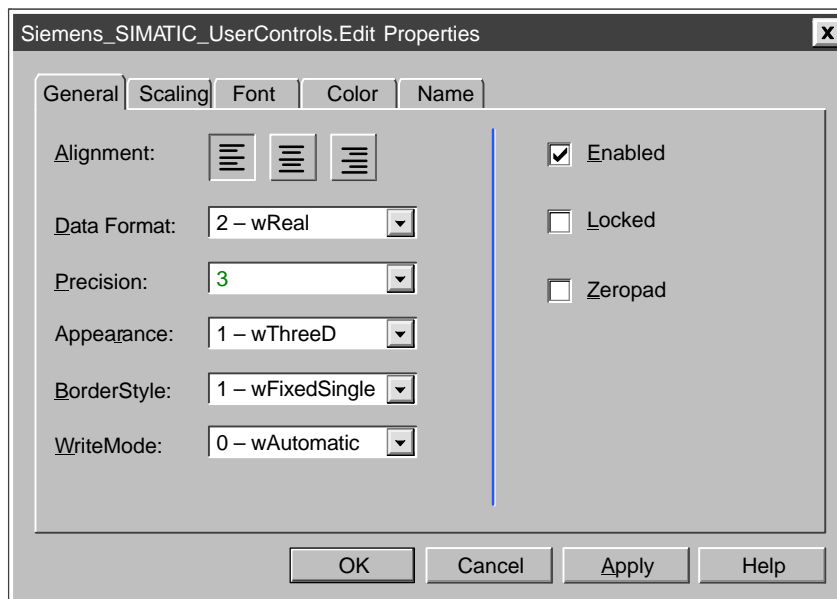 Siemens_SIMATIC_UserControls.Edit Properties
General Scaling Font Color Name
Alignment:
Enabled
Data Format: 2 – wReal
Locked
Precision: 3
Zeropad
Appearance: 1 – wThreeD
BorderStyle: 1 – wFixedSingle
WriteMode: 0 – wAutomatic
OK Cancel Apply Help